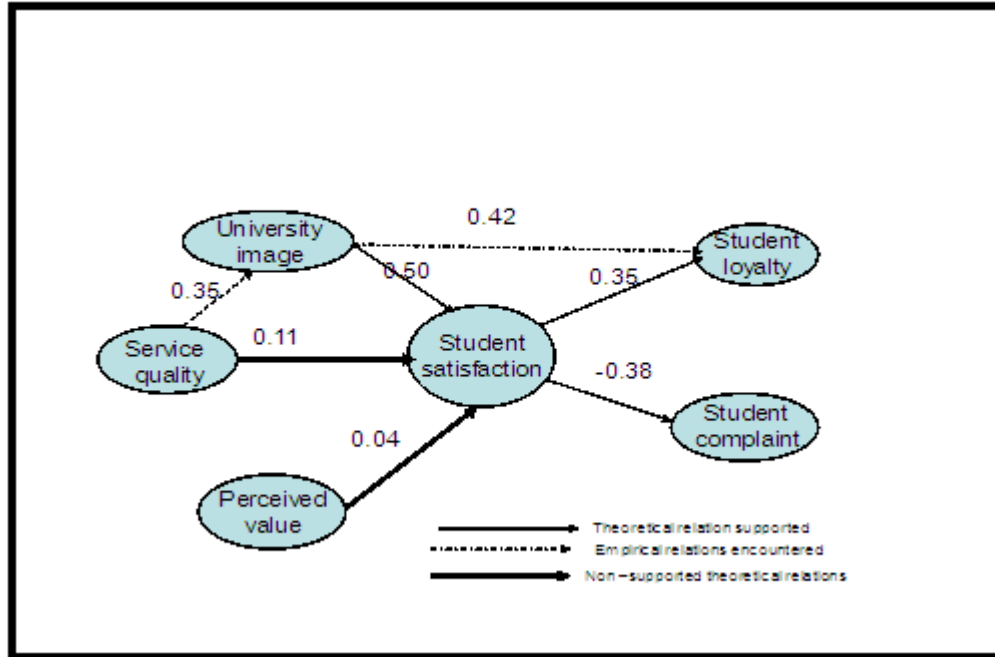 0.42
University
image
Student
loyalty
0.50
0.35
0.35
0.11
Service
quality
Student
satisfaction
-0.38
Student
complaint
0.04
Perceived
value
Theoretical relation supported
Empirical relations encountered
Non-supported theoretical relations